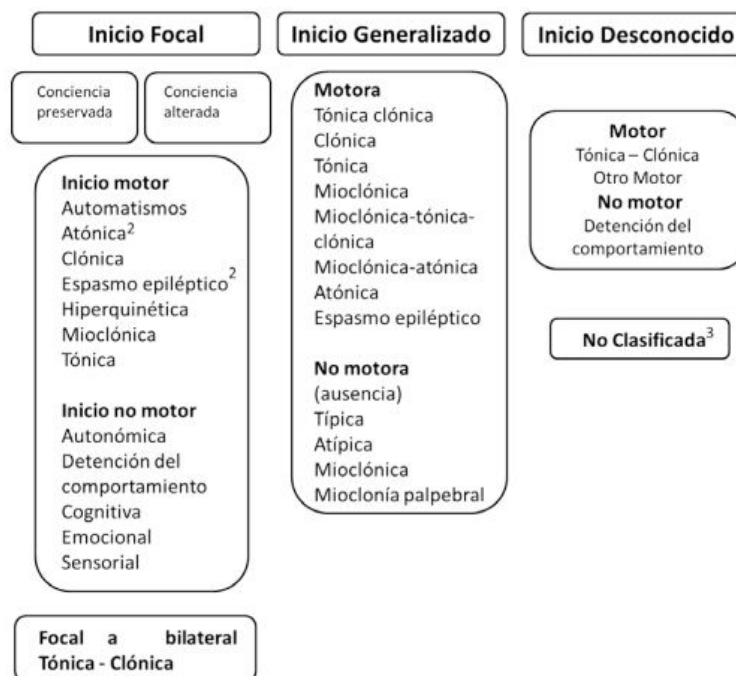 Inicio Focal
Conciencia
preservada
Conciencia
alterada
Inicio motor
Automatismos
Atónica²
Clónica
Espasmo epiléptico²
Hiperquinética
Mioclónica
Tónica
Inicio no motor
Autonómica
Detención del
comportamiento
Cognitiva
Emocional
Sensorial
Focal a bilateral
Tónica - Clónica
Inicio Generalizado
Motora
Tónica clónica
Clónica
Tónica
Mioclónica
Mioclónica-tónica-
clónica
Mioclónica-atónica
Atónica
Espasmo epiléptico
No motora
(ausencia)
Típica
Atípica
Mioclónica
Mioclonía palpebral
Inicio Desconocido
Motor
Tónica – Clónica
Otro Motor
No motor
Detención del
comportamiento
No Clasificada³